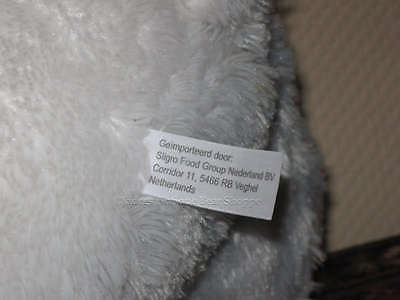 Geïmporteerd door:
Sligro Food Group Nederland BV
Corridor 11, 5466 RB Veghel
Netherlands